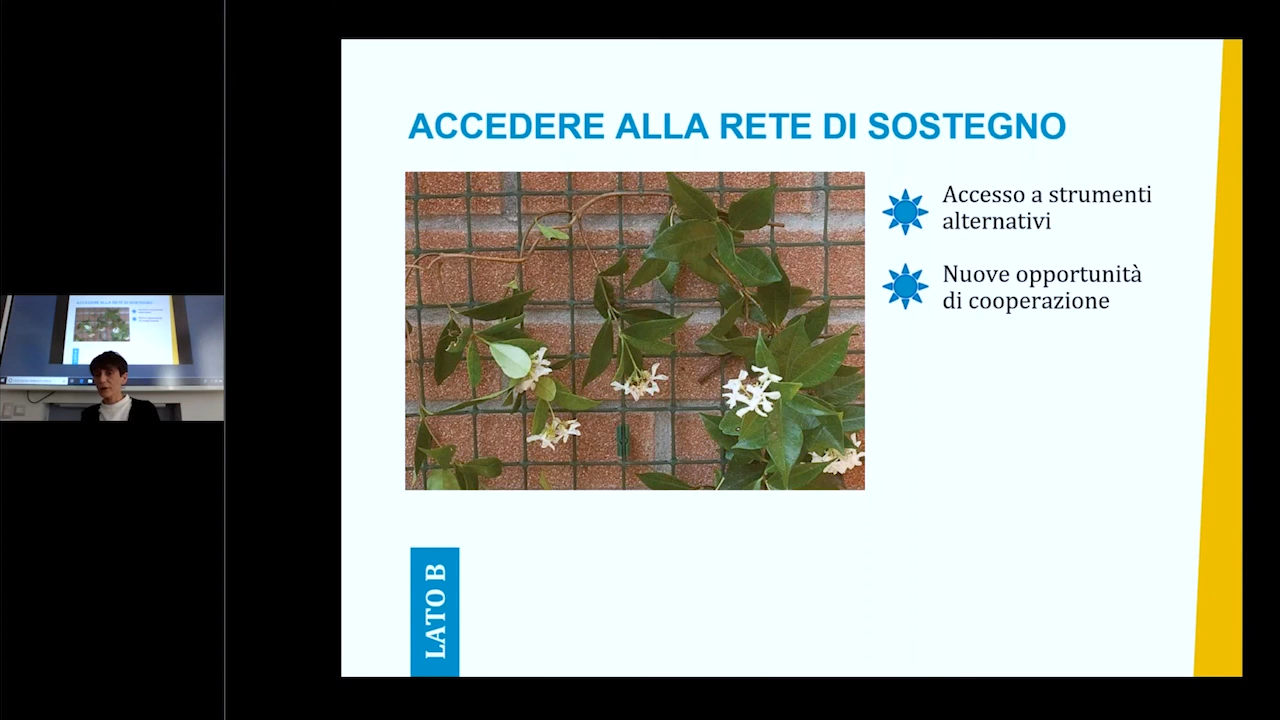 ACCEDERE ALLA RETE DI SOSTEGNO
Accesso a strumenti
alternativi
Nuove opportunità
di cooperazione
LATO B